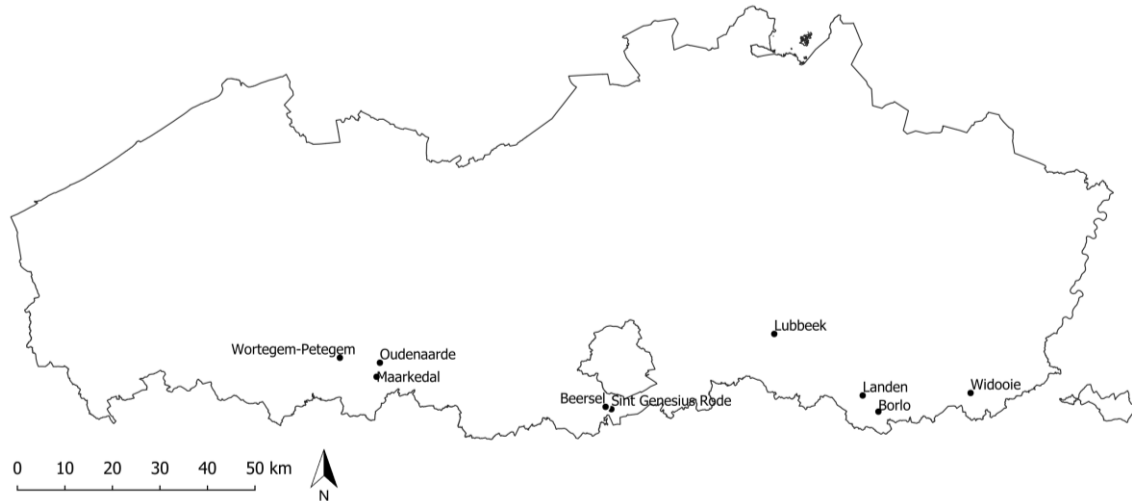 Lubbeek
Wortegem-Petegem
Oudenaarde
Maarkedal
Landen
Widooie
Beersel
Sint Genesius Rode
Borlo
0 10 20 30 40 50 km
N